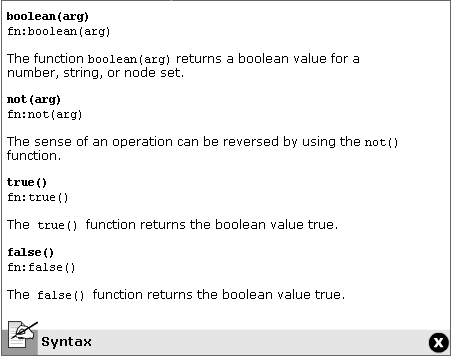 boolean(arg)
fn:boolean(arg)
The function boolean(arg) returns a boolean value for a
number, string, or node set.
not(arg)
fn:not(arg)
The sense of an operation can be reversed by using the not()
function.
true()
fn:true()
The true() function returns the boolean value true.
false()
fn:false()
The false() function returns the boolean value true.
Syntax
X